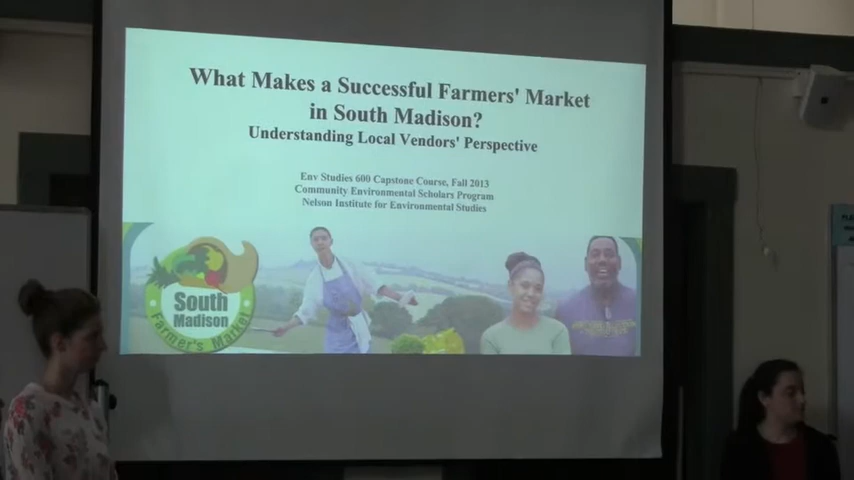 What Makes a Successful Farmers' Market
in South Madison?
Understanding Local Vendors' Perspective
Env Studies 600 Capstone Course, Fall 2013
Community Environmental Scholars Program
Nelson Institute for Environmental Studies
South
Madison
Farmer's Market